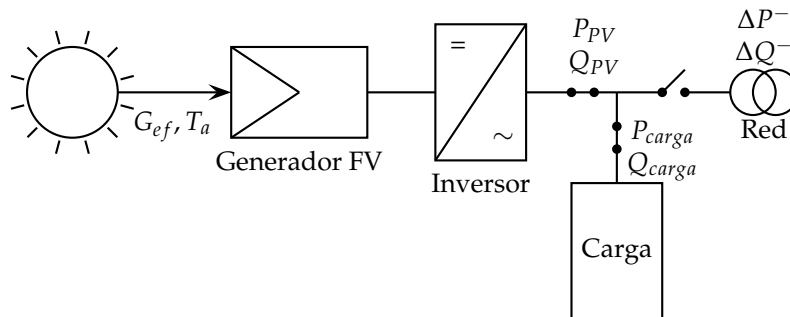 G_ef, T_a
Generador FV
=
~
Inversor
P_PV
Q_PV
ΔP⁻
ΔQ⁻
Red
P_carga
Q_carga
Carga